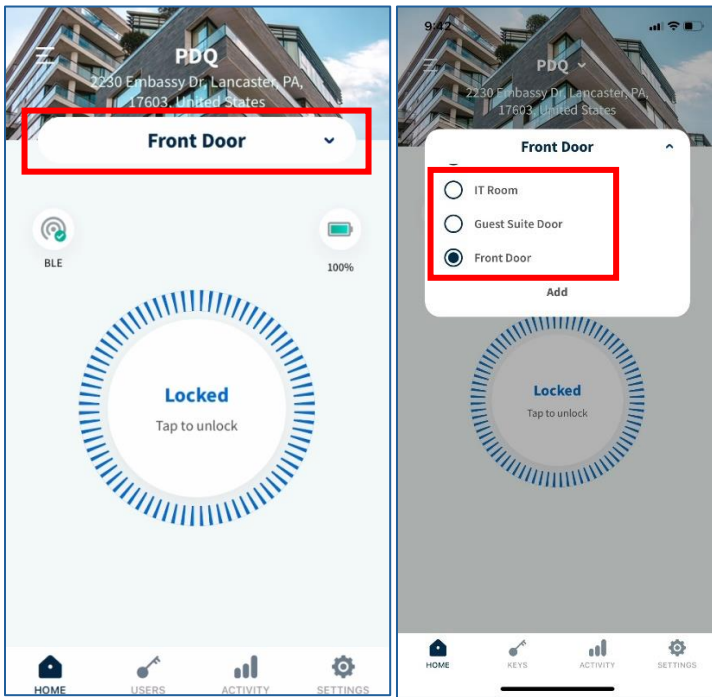 PDQ
2230 Embassy Dr, Lancaster, PA,
17603, United States
Front Door
BLE
100%
Locked
Tap to unlock
HOME
USERS
ACTIVITY
SETTINGS
9:42
PDQ
2230 Embassy Dr, Lancaster, PA,
17603, United States
Front Door
IT Room
Guest Suite Door
Front Door
Add
Locked
Tap to unlock
HOME
KEYS
ACTIVITY
SETTINGS